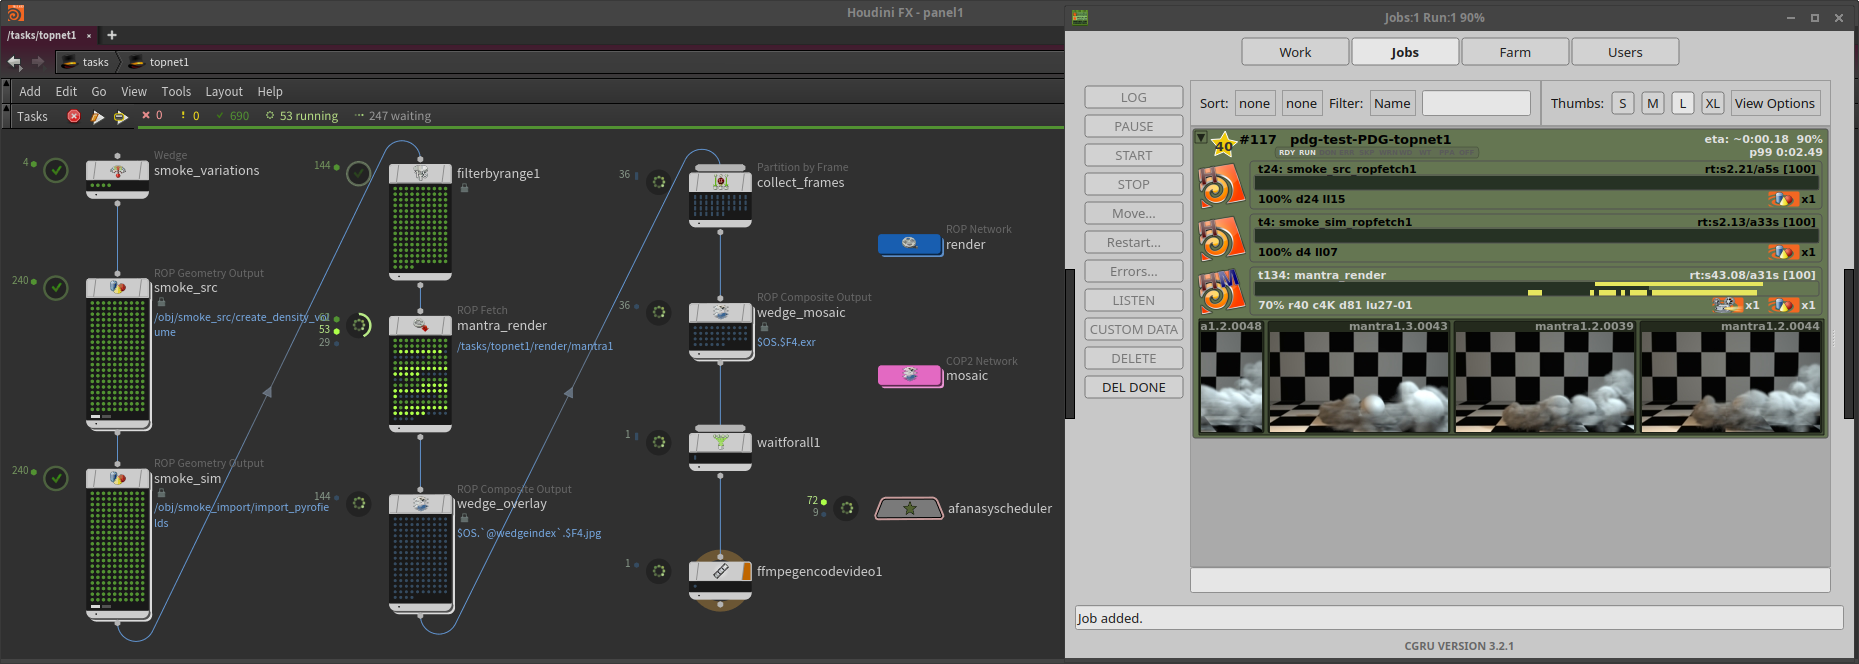 Houdini FX - panel1
/tasks/topnet1 × +
tasks topnet1
Add Edit Go View Tools Layout Help
Tasks 0 0 690 53 running 247 waiting
4
Wedge
smoke_variations
240
ROP Geometry Output
smoke_src
/obj/smoke_src/create_density_vol
ume
240
ROP Geometry Output
smoke_sim
/obj/smoke_import/import_pyrofie
lds
144
filterbyrange1
53
29
ROP Fetch
mantra_render
/tasks/topnet1/render/mantra1
144
ROP Composite Output
wedge_overlay
$OS.`@wedgeindex`.$F4.jpg
36
Partition by Frame
collect_frames
36
ROP Composite Output
wedge_mosaic
$OS.$F4.exr
1
waitforall1
1
ffmpegencodevideo1
ROP Network
render
COP2 Network
mosaic
72
9
afanasyscheduler
Jobs:1 Run:1 90%
Work Jobs Farm Users
LOG
PAUSE
START
STOP
Move...
Restart...
Errors...
LISTEN
CUSTOM DATA
DELETE
DEL DONE
Sort: none none Filter: Name Thumbs: S M L XL View Options
40 #117 pdg-test-PDG-topnet1 eta: ~0:00.18 90%
RDY RUN
p99 0:02.49
t24: smoke_src_ropfetch1 rt:s2.21/a5s [100]
100% d24 ll15 x1
t4: smoke_sim_ropfetch1 rt:s2.13/a33s [100]
100% d4 ll07 x1
t134: mantra_render rt:s43.08/a31s [100]
70% r40 c4K d81 lu27-01 x1 x1
a1.2.0048 mantra1.3.0043 mantra1.2.0039 mantra1.2.0044
Job added.
CGRU VERSION 3.2.1